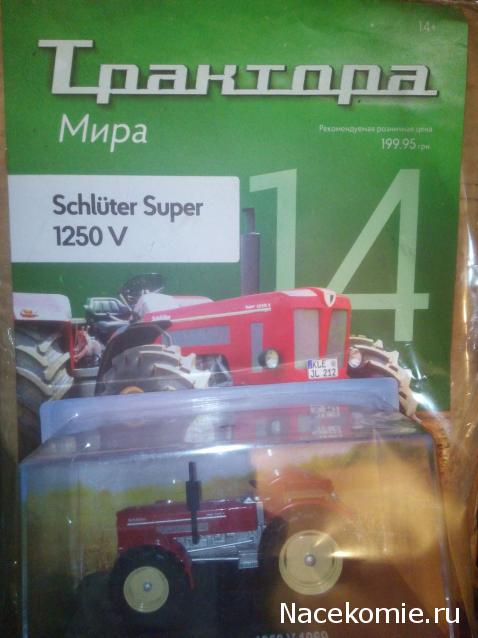 14+
Трактора
Мира
Рекомендуемая розничная цена
199.95 грн.
14
Schlüter Super
1250 V
KLE
JL 212
Nacekomie.ru